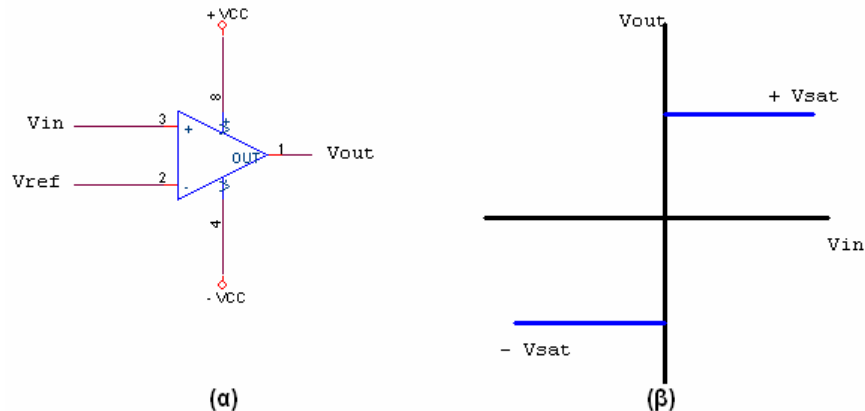 +VCC
8
V+
Vin
3
+
OUT
1
Vout
Vref
2
-
V-
4
-VCC
(α)
Vout
+ Vsat
Vin
- Vsat
(β)